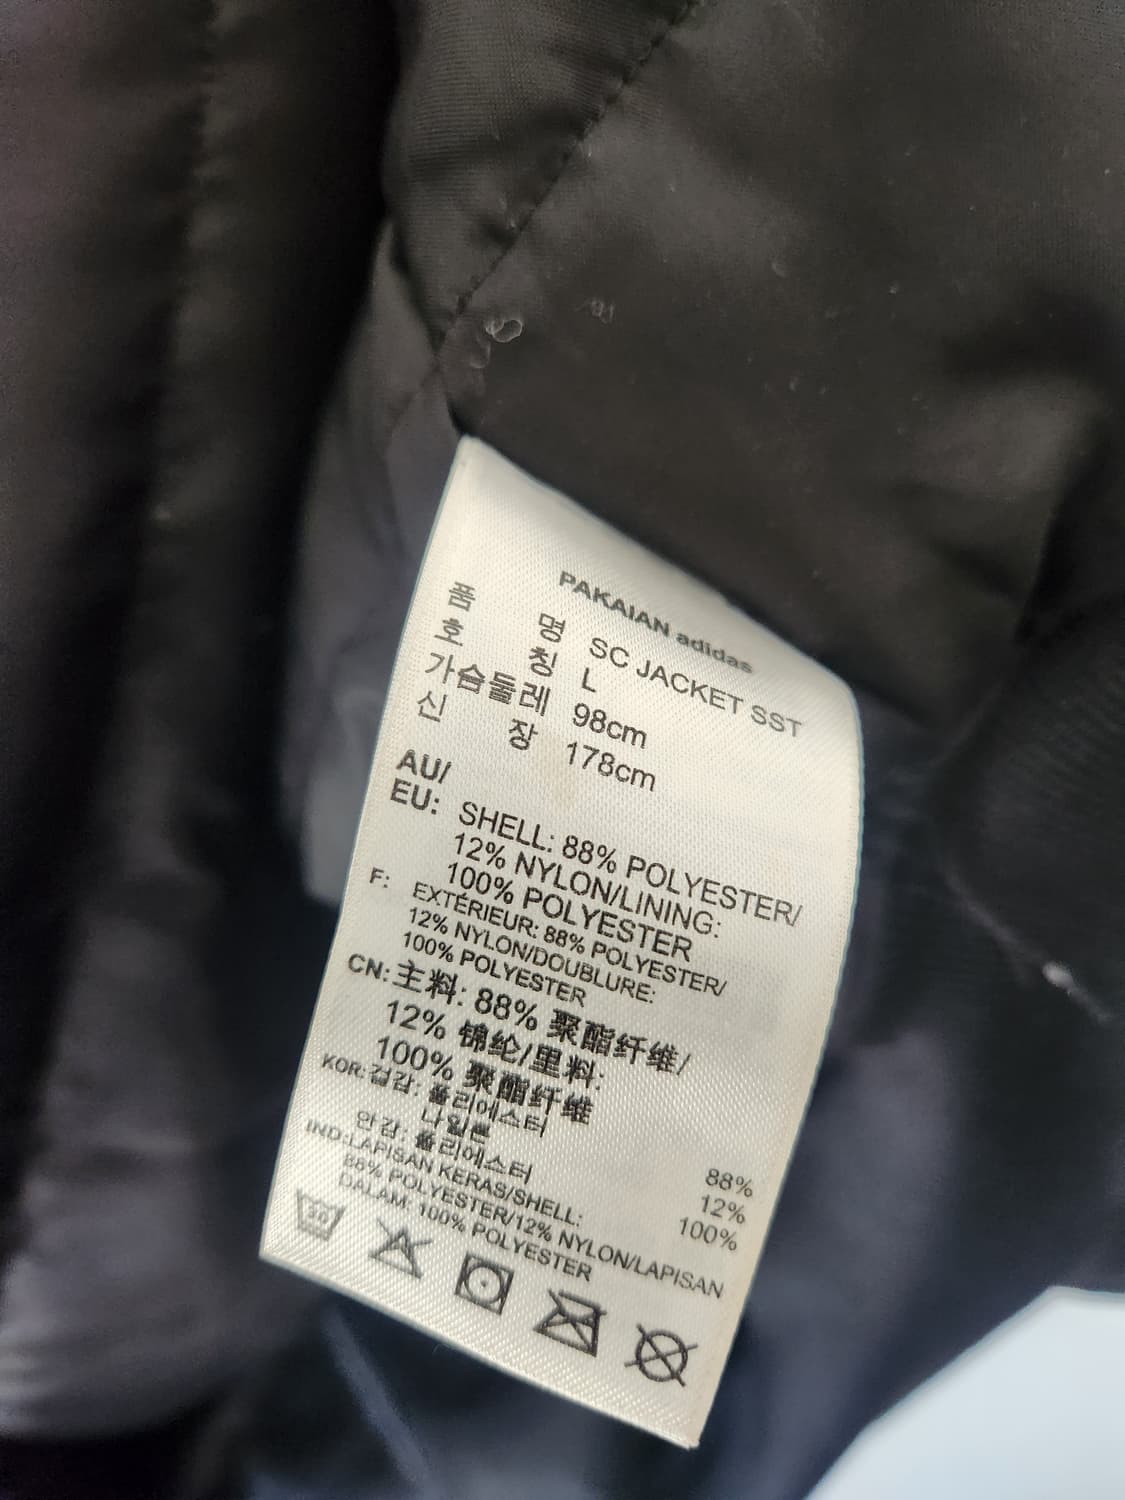 PAKAIAN adidas
품 명 SC JACKET SST
호 칭 L
가슴둘레 98cm
신 장 178cm
AU/
EU: SHELL: 88% POLYESTER/
12% NYLON/LINING:
100% POLYESTER
F: EXTÉRIEUR: 88% POLYESTER/
12% NYLON/DOUBLURE:
100% POLYESTER
CN: 主料: 88% 聚酯纤维/
12% 锦纶/里料:
100% 聚酯纤维
KOR: 겉감: 폴리에스터 88%
나일론 12%
안감: 폴리에스터 100%
IND: LAPISAN KERAS/SHELL:
88% POLYESTER/12% NYLON/LAPISAN
DALAM: 100% POLYESTER
30